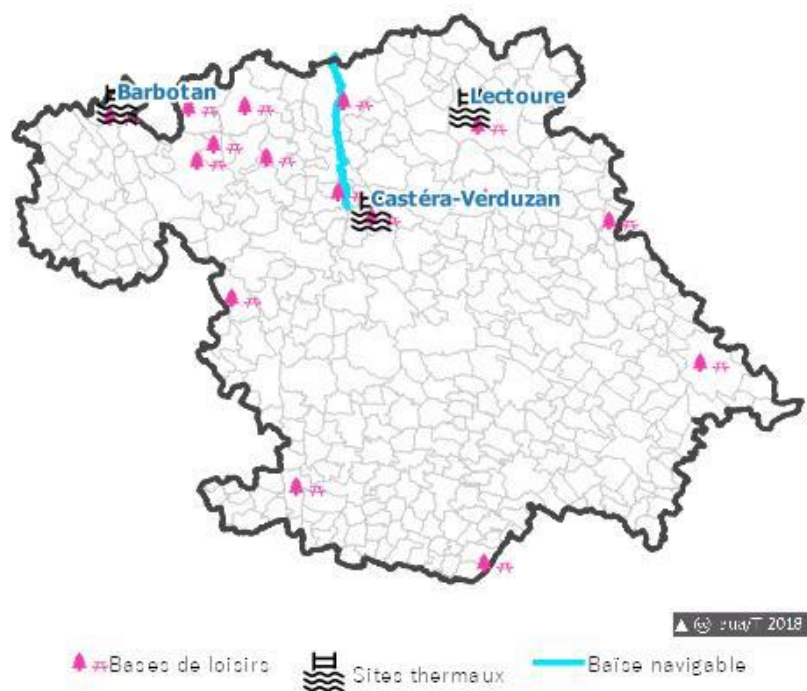 Barbotan
Lectoure
Castéra-Verduzan
2018
Bases de loisirs
Sites thermaux
Baïse navigable